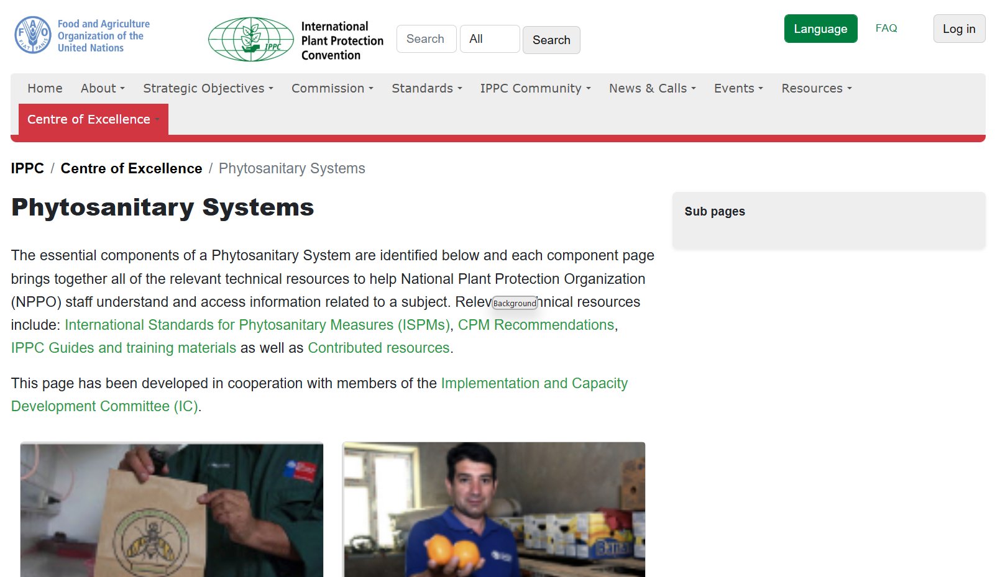 Food and Agriculture
Organization of the
United Nations
International
Plant Protection
Convention
IPPC
Search
All
Search
Language
FAQ
Log in
Home
About
Strategic Objectives
Commission
Standards
IPPC Community
News & Calls
Events
Resources
Centre of Excellence
IPPC / Centre of Excellence / Phytosanitary Systems
Phytosanitary Systems
Sub pages
The essential components of a Phytosanitary System are identified below and each component page
brings together all of the relevant technical resources to help National Plant Protection Organization
(NPPO) staff understand and access information related to a subject. Relev Background hnical resources
include: International Standards for Phytosanitary Measures (ISPMs), CPM Recommendations,
IPPC Guides and training materials as well as Contributed resources.
This page has been developed in cooperation with members of the Implementation and Capacity
Development Committee (IC).